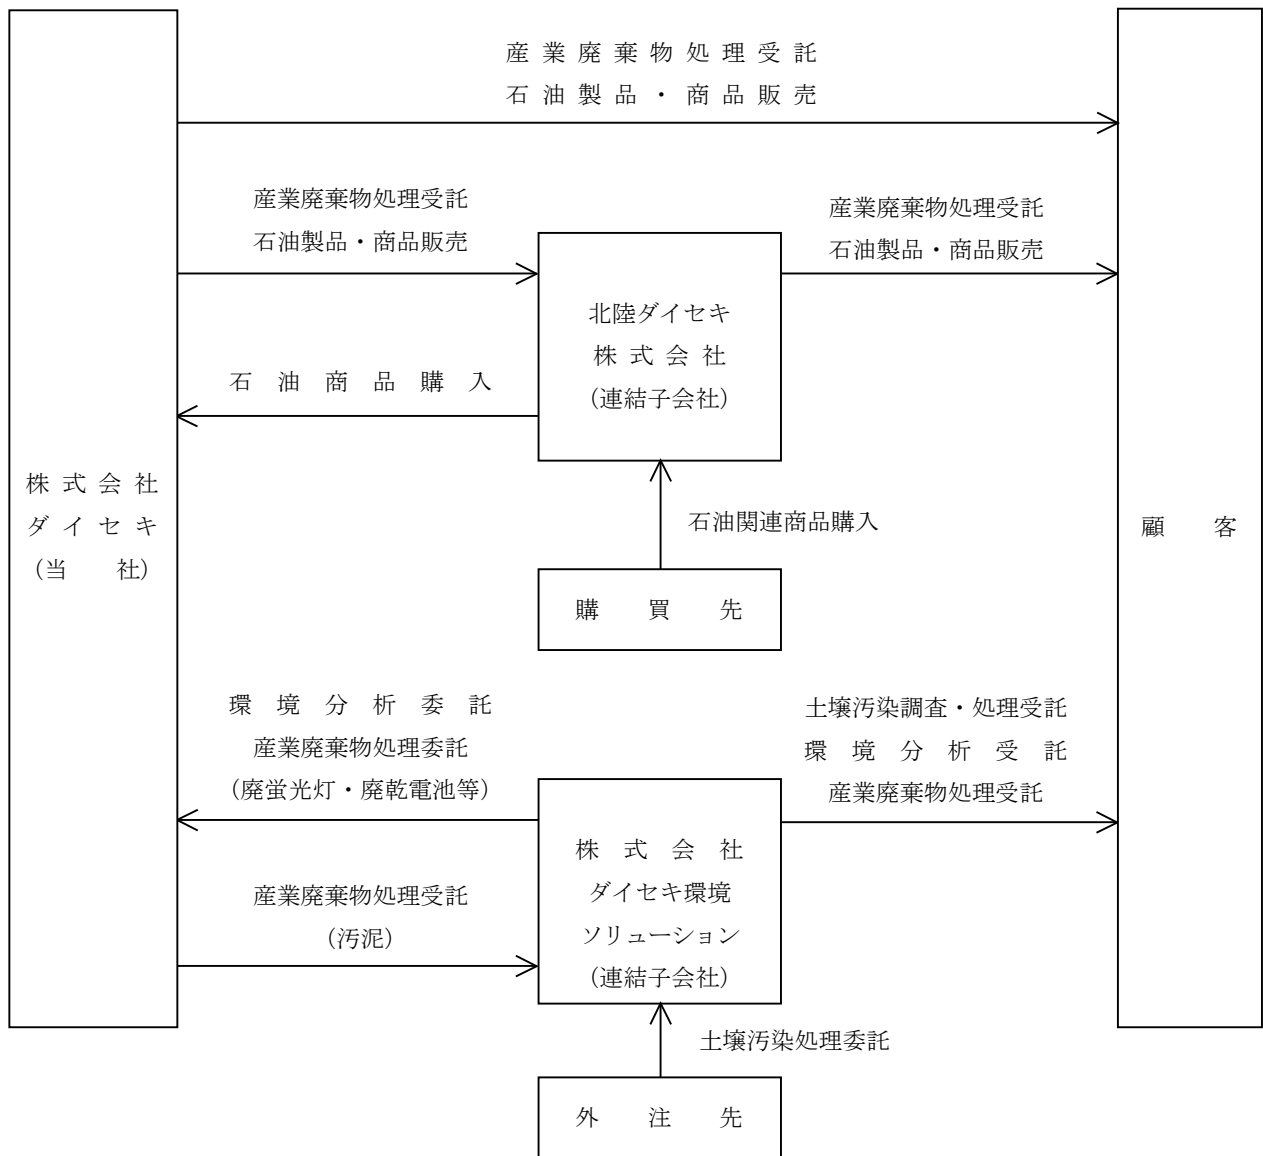 産業廃棄物処理受託
石油製品・商品販売
産業廃棄物処理受託
石油製品・商品販売
産業廃棄物処理受託
石油製品・商品販売
北陸ダイセキ
株式会社
(連結子会社)
石油商品購入
株式会社
ダイセキ
(当　　社)
石油関連商品購入
顧　　客
購　買　先
環境分析委託
産業廃棄物処理委託
(廃蛍光灯・廃乾電池等)
土壌汚染調査・処理受託
環境分析受託
産業廃棄物処理受託
株式会社
ダイセキ環境
ソリューション
(連結子会社)
産業廃棄物処理受託
(汚泥)
土壌汚染処理委託
外　注　先